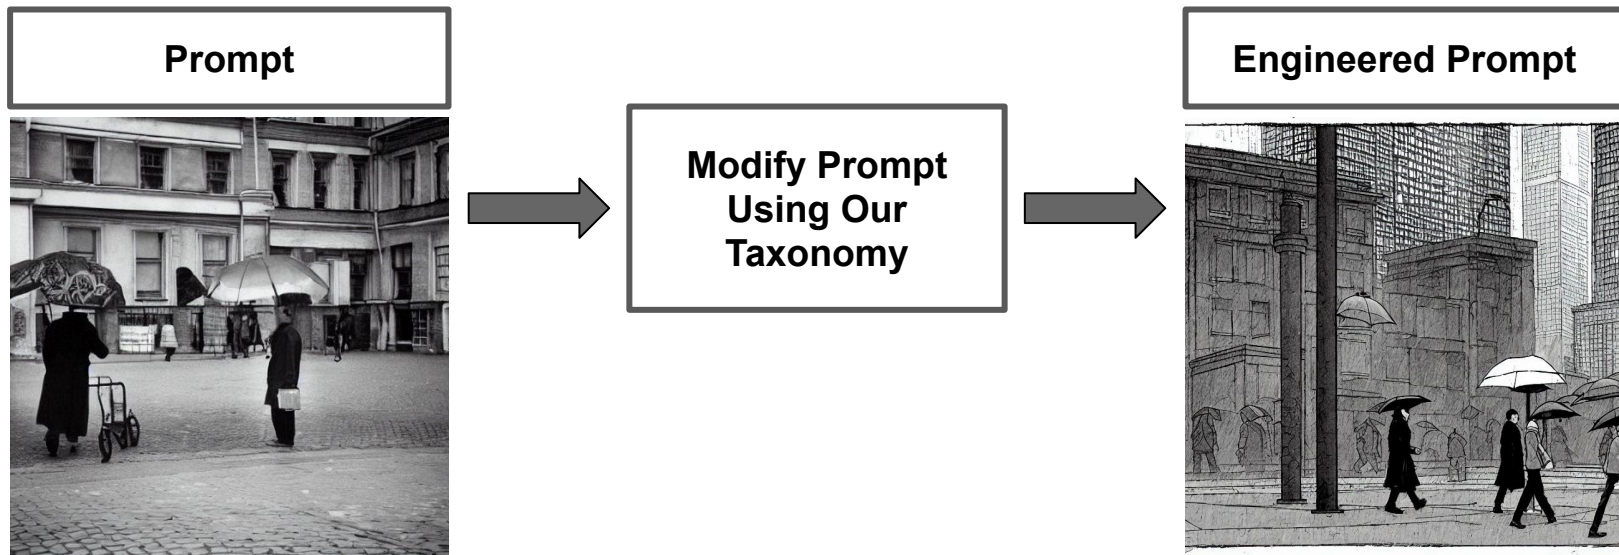 Prompt
Modify Prompt
Using Our
Taxonomy
Engineered Prompt